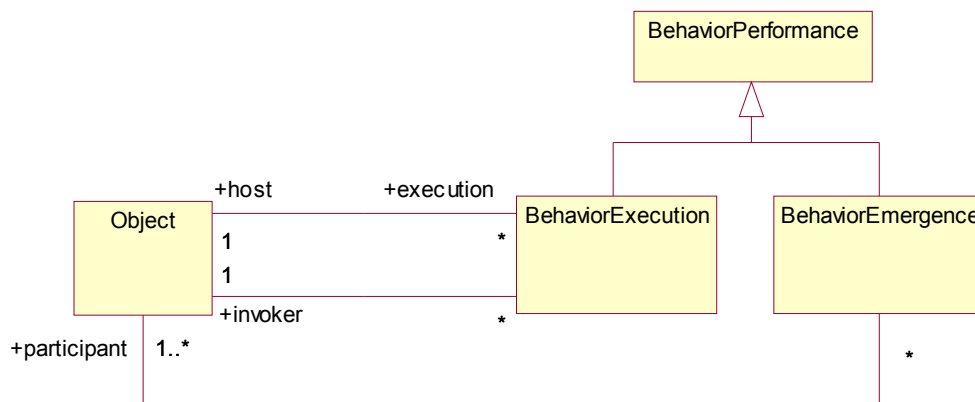 BehaviorPerformance
+host
+execution
Object
BehaviorExecution
BehaviorEmergence
1
*
1
+invoker
*
+participant
1..*
*